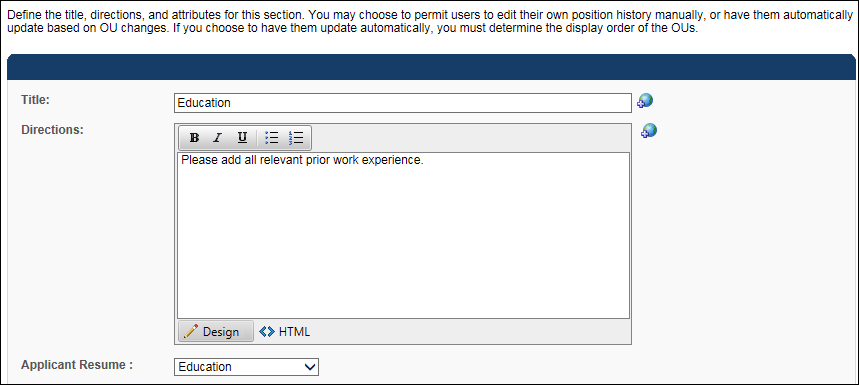 Define the title, directions, and attributes for this section. You may choose to permit users to edit their own position history manually, or have them automatically
update based on OU changes. If you choose to have them update automatically, you must determine the display order of the OUs.
Title:
Education
Directions:
B I U
Please add all relevant prior work experience.
Design HTML
Applicant Resume :
Education